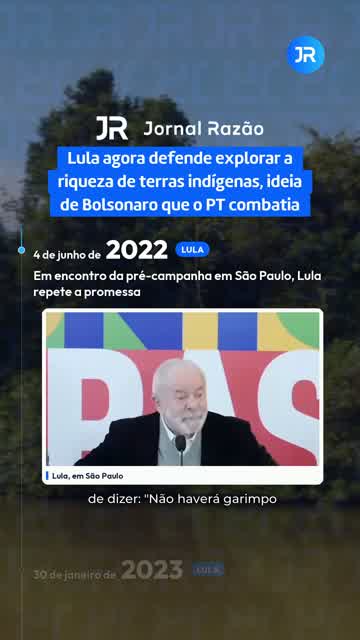 JR
JR Jornal Razão
Lula agora defende explorar a
riqueza de terras indígenas, ideia
de Bolsonaro que o PT combatia
4 de junho de 2022 LULA
Em encontro da pré-campanha em São Paulo, Lula
repete a promessa
Lula, em São Paulo
de dizer: "Não haverá garimpo
30 de janeiro de 2023 LULA